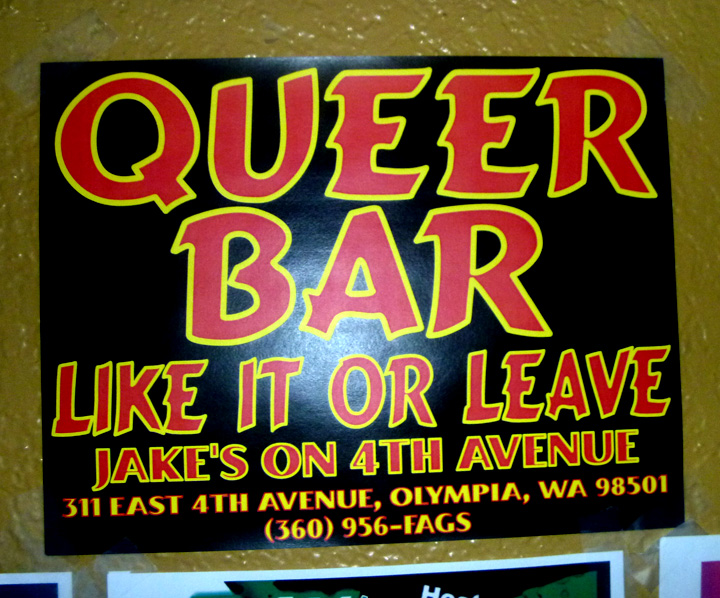 QUEER
BAR
LIKE IT OR LEAVE
JAKE'S ON 4TH AVENUE
311 EAST 4TH AVENUE, OLYMPIA, WA 98501
(360) 956-FAGS